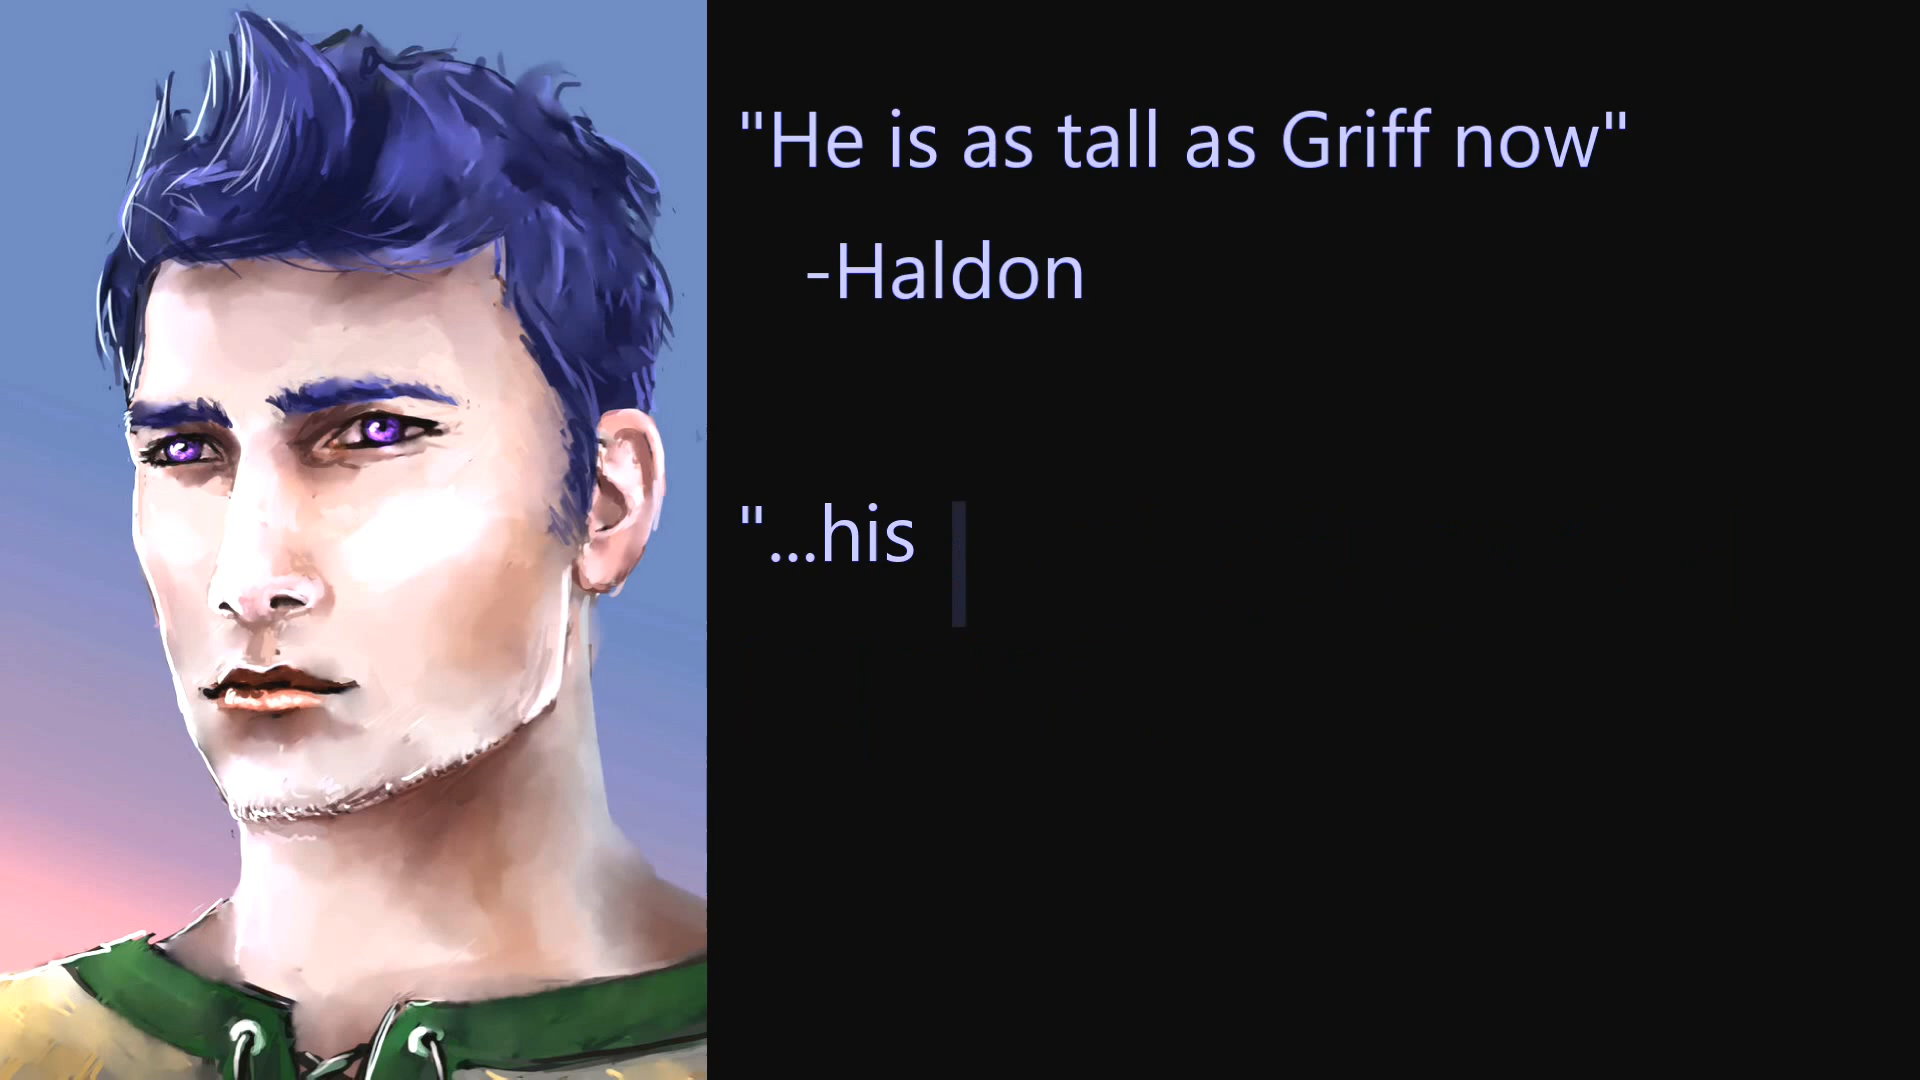 "He is as tall as Griff now"
-Haldon
"...his